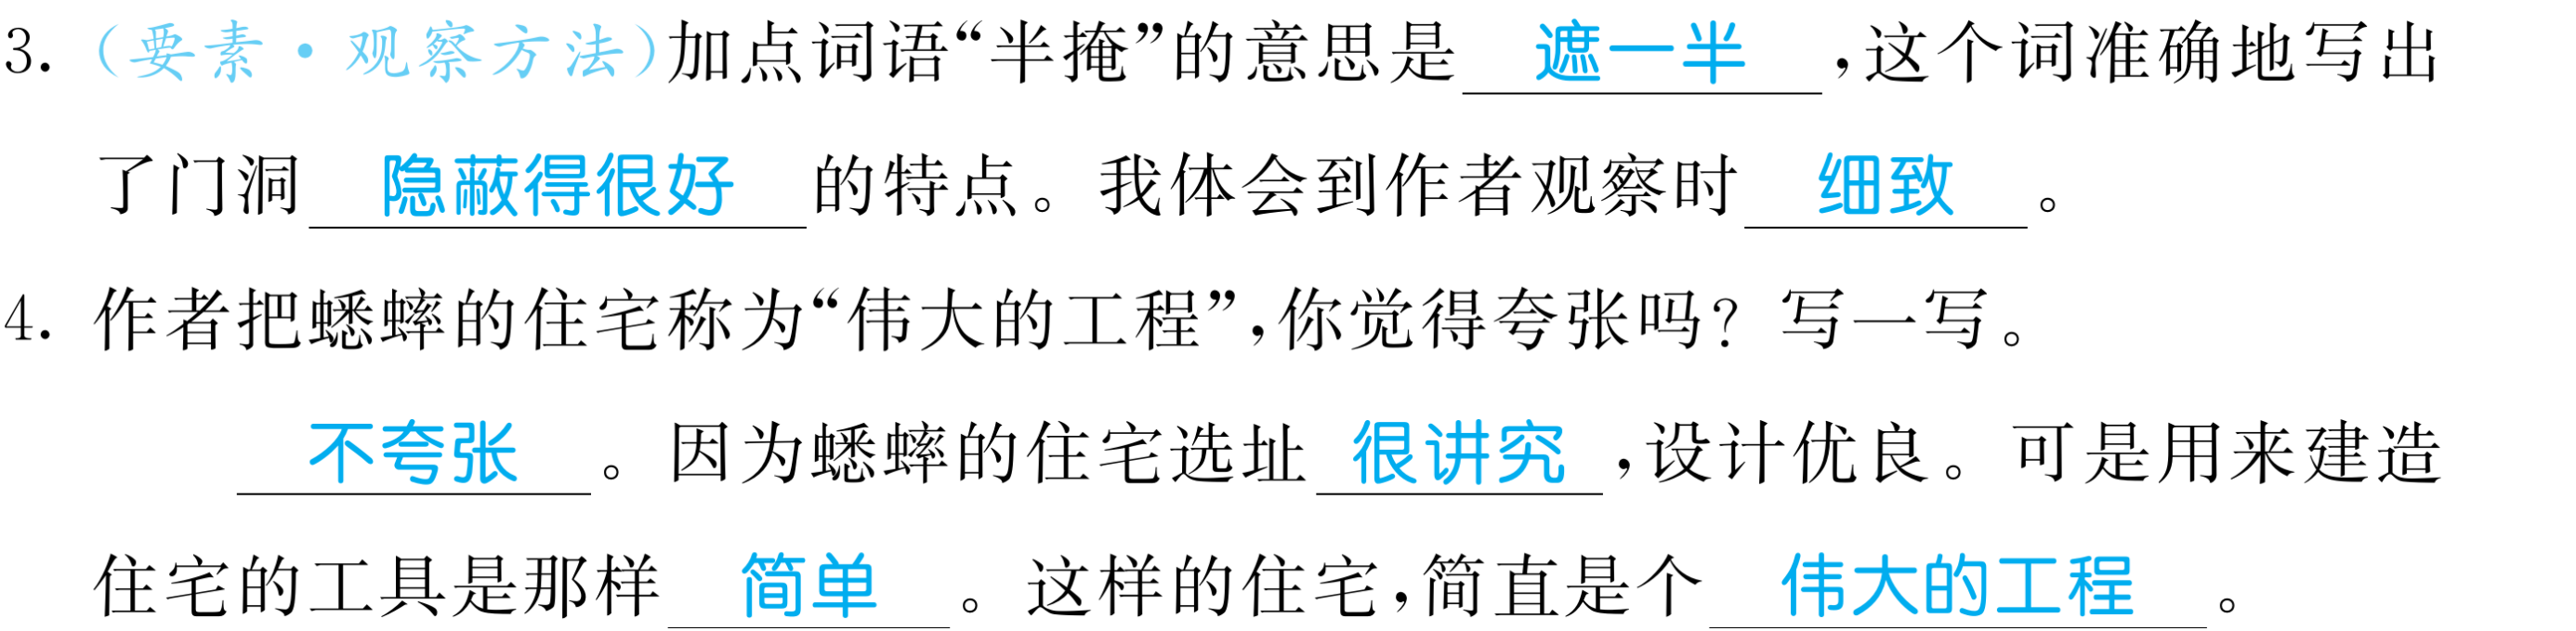 3.（要素·观察方法）加点词语“半掩”的意思是 遮一半 ，这个词准确地写出
了门洞 隐蔽得很好 的特点。我体会到作者观察时 细致 。
4. 作者把蟋蟀的住宅称为“伟大的工程”，你觉得夸张吗？写一写。
不夸张 。因为蟋蟀的住宅选址 很讲究 ，设计优良。可是用来建造
住宅的工具是那样 简单 。这样的住宅，简直是个 伟大的工程 。